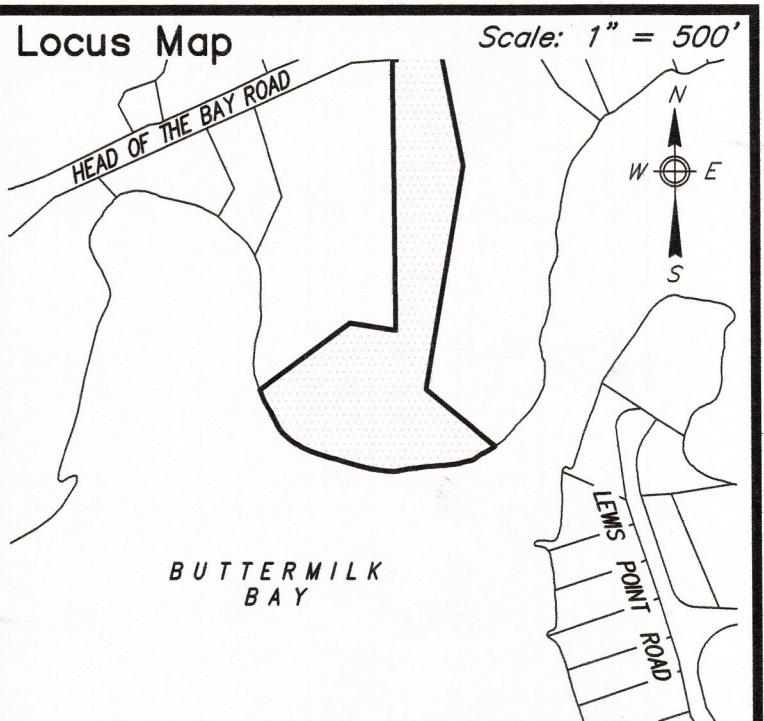 Locus Map
Scale: 1" = 500'
HEAD OF THE BAY ROAD
N
W E
S
LEWIS POINT ROAD
BUTTERMILK
BAY